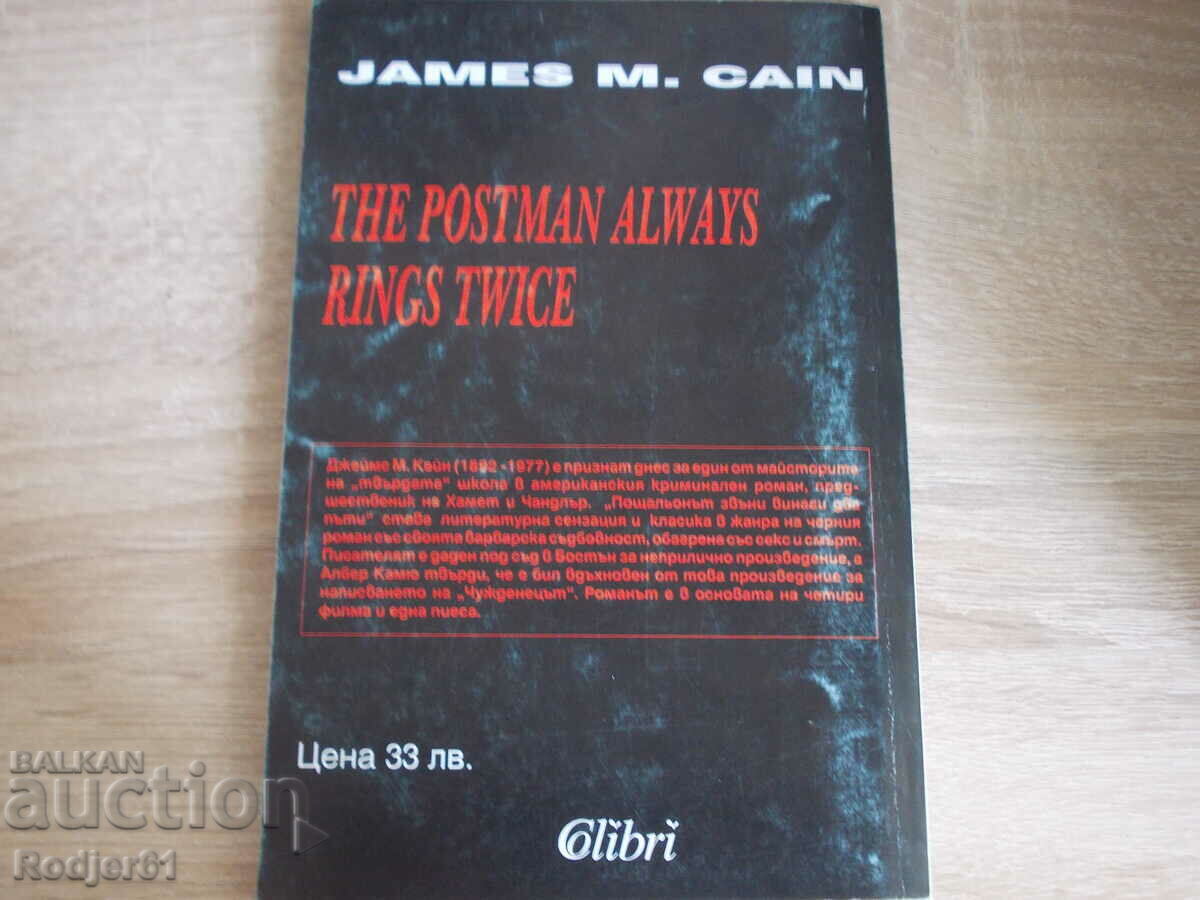 JAMES M. CAIN
THE POSTMAN ALWAYS
RINGS TWICE
Джеймс М. Кейн (1892 -1977) е признат днес за един от майсторите
на „твърдата“ школа в американския криминален роман, пред-
шественик на Хамет и Чандлър. „Пощальонът звъни винаги два
пъти“ става литературна сензация и класика в жанра на черния
роман със своята варварска съдбовност, обагрена със секс и смърт.
Писателят е даден под съд в Бостън за неприлично произведение, а
Албер Камю твърди, че е бил вдъхновен от това произведение за
написването на „Чужденецът“. Романът е в основата на четири
филма и една пиеса.
Цена 33 лв.
Colibri
BALKAN
auction
Rodjer61